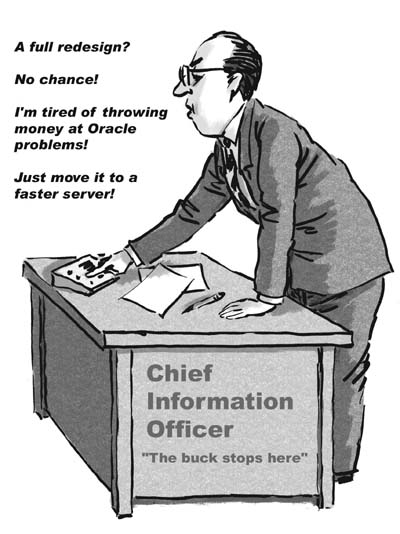 A full redesign?
No chance!
I'm tired of throwing
money at Oracle
problems!
Just move it to a
faster server!
Chief
Information
Officer
"The buck stops here"